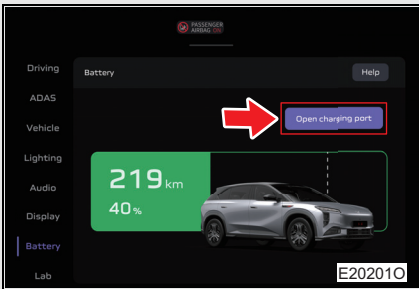 PASSENGER
AIRBAG ON
Driving
Battery
Help
ADAS
Open charging port
Vehicle
Lighting
219 km
Audio
40%
Display
Battery
Lab
E20201O